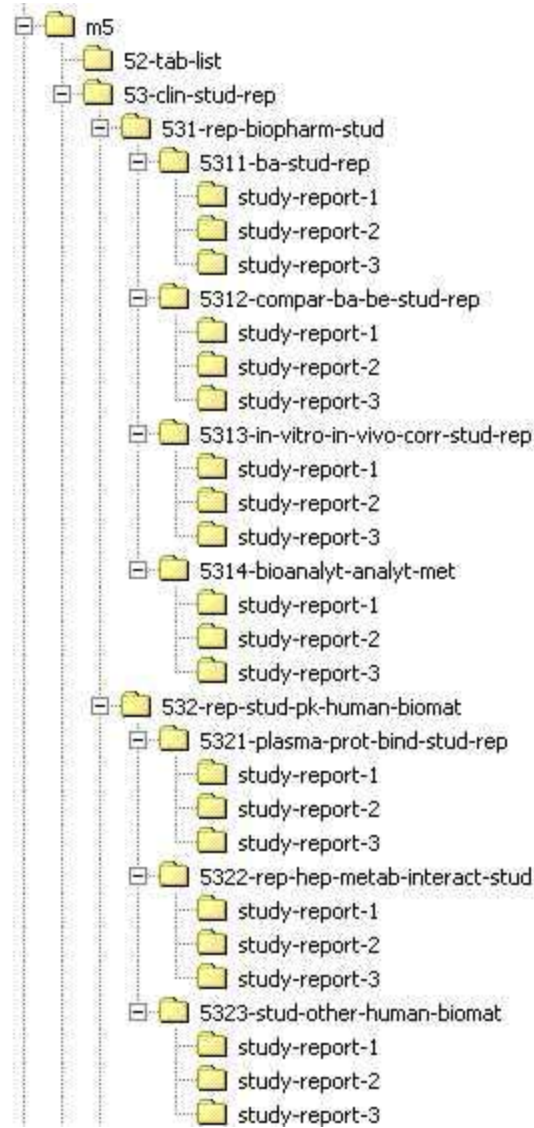 m5
52-tab-list
53-clin-stud-rep
531-rep-biopharm-stud
5311-ba-stud-rep
study-report-1
study-report-2
study-report-3
5312-compar-ba-be-stud-rep
study-report-1
study-report-2
study-report-3
5313-in-vitro-in-vivo-corr-stud-rep
study-report-1
study-report-2
study-report-3
5314-bioanalyt-analyt-met
study-report-1
study-report-2
study-report-3
532-rep-stud-pk-human-biomat
5321-plasma-prot-bind-stud-rep
study-report-1
study-report-2
study-report-3
5322-rep-hep-metab-interact-stud
study-report-1
study-report-2
study-report-3
5323-stud-other-human-biomat
study-report-1
study-report-2
study-report-3